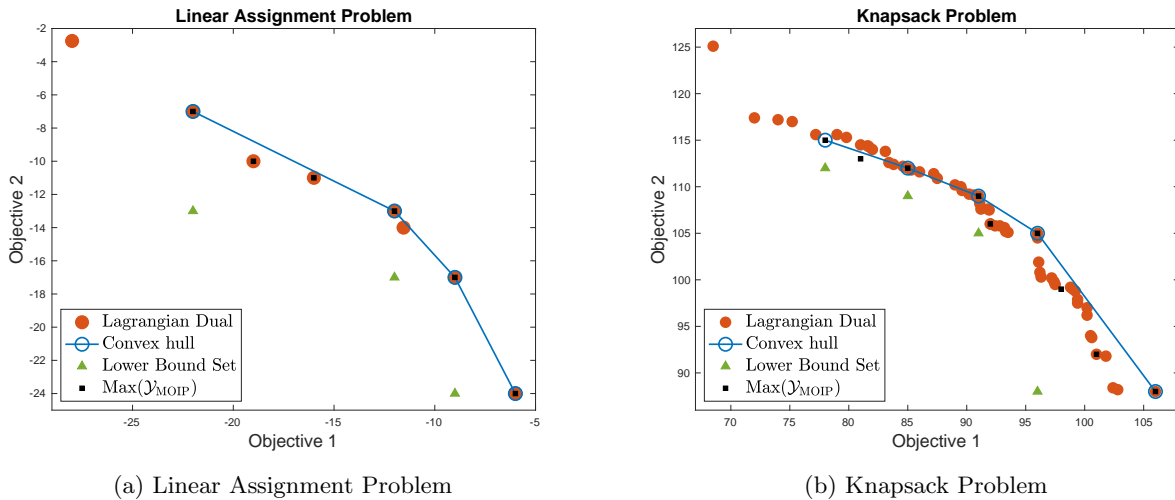 Linear Assignment Problem
-2
-4
-6
-8
-10
-12
-14
-16
-18
-20
-22
-24
Objective 2
Lagrangian Dual
Convex hull
Lower Bound Set
Max(𝒴_MOIP)
-25
-20
-15
-10
-5
Objective 1
(a) Linear Assignment Problem
Knapsack Problem
125
120
115
110
105
100
95
90
Objective 2
Lagrangian Dual
Convex hull
Lower Bound Set
Max(𝒴_MOIP)
70
75
80
85
90
95
100
105
Objective 1
(b) Knapsack Problem